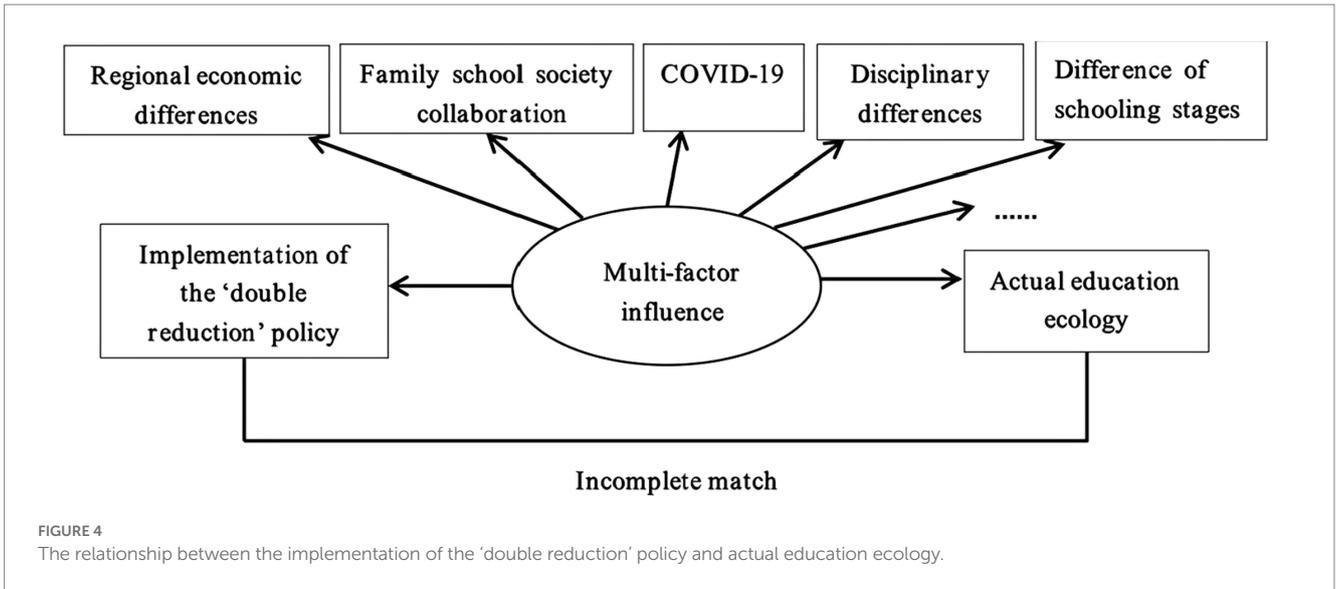 Regional economic
differences
Family school society
collaboration
COVID-19
Disciplinary
differences
Difference of
schooling stages
......
Implementation of
the ‘double
reduction’ policy
Multi-factor
influence
Actual education
ecology
Incomplete match
FIGURE 4
The relationship between the implementation of the ‘double reduction’ policy and actual education ecology.